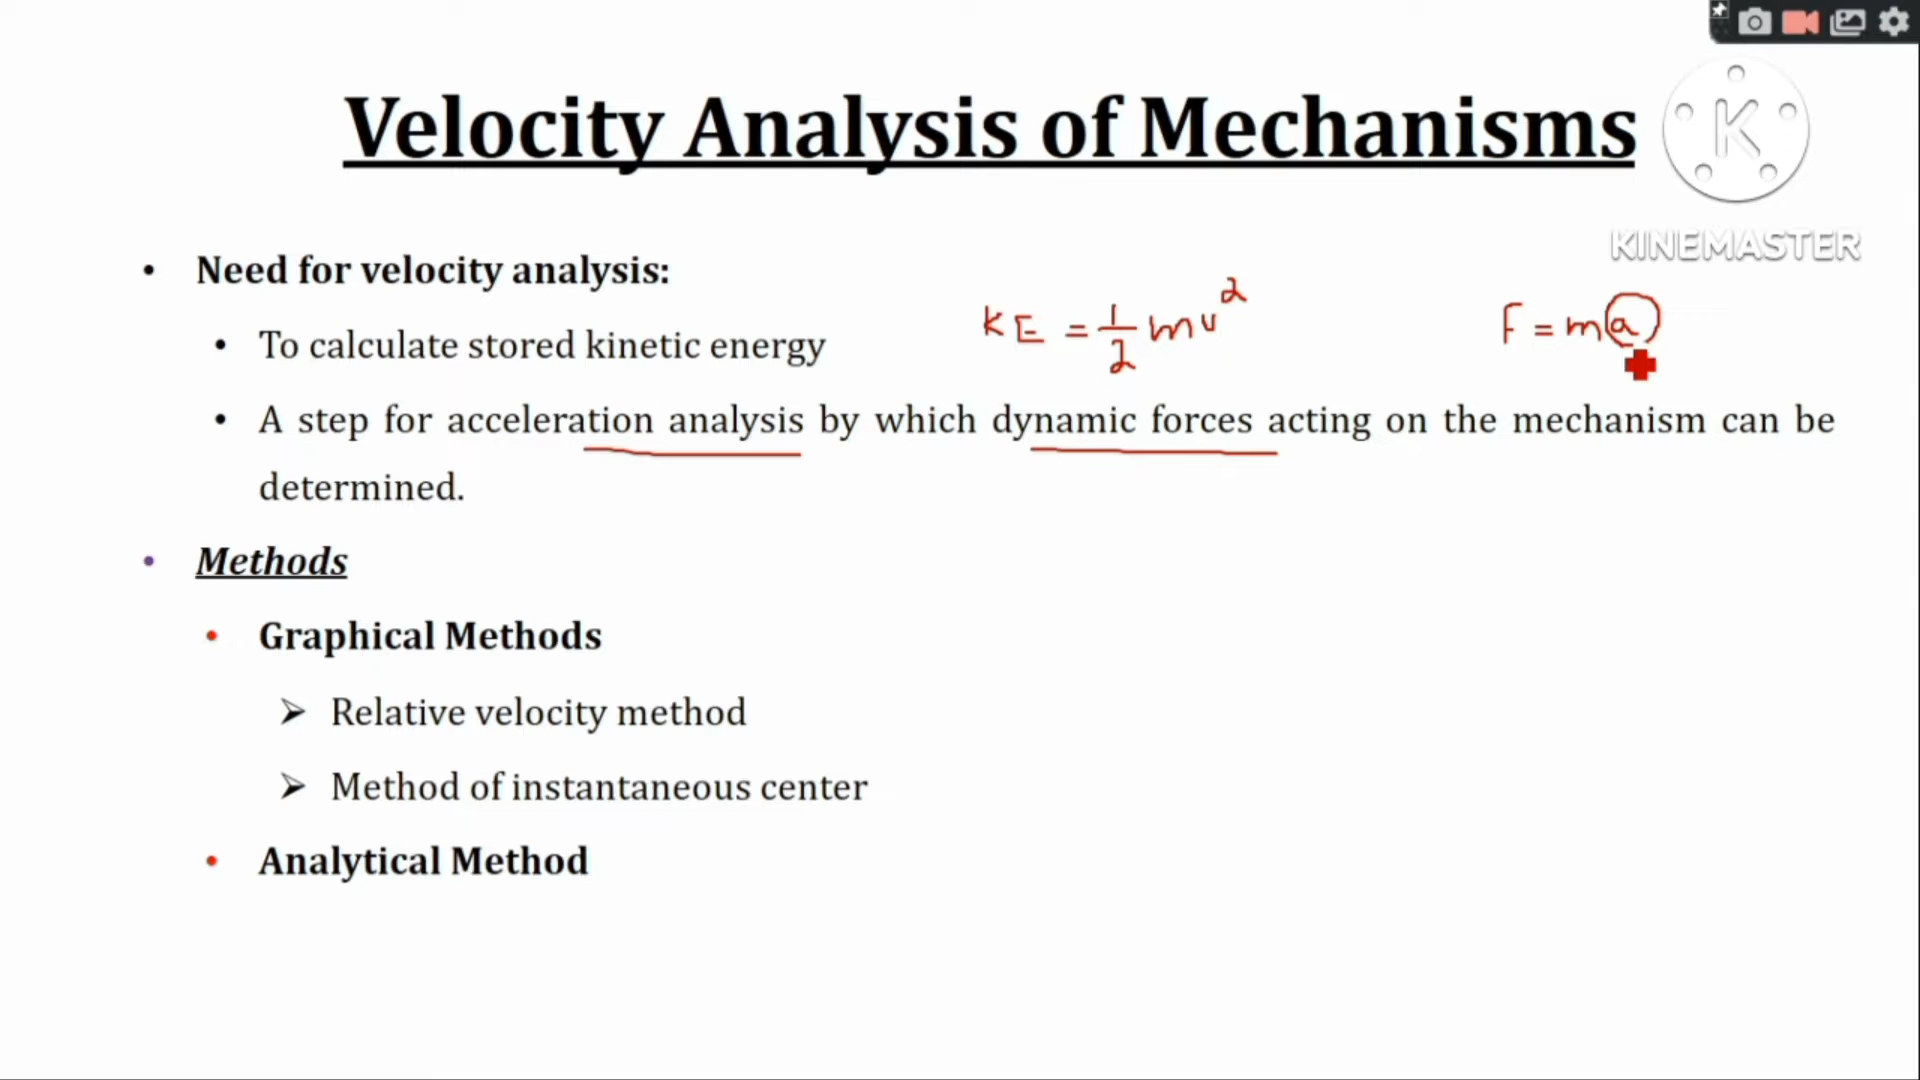 Velocity Analysis of Mechanisms
K
KINEMASTER
• Need for velocity analysis:
• To calculate stored kinetic energy
KE = 1/2 mv²
F = ma
• A step for acceleration analysis by which dynamic forces acting on the mechanism can be
determined.
• Methods
• Graphical Methods
➢ Relative velocity method
➢ Method of instantaneous center
• Analytical Method